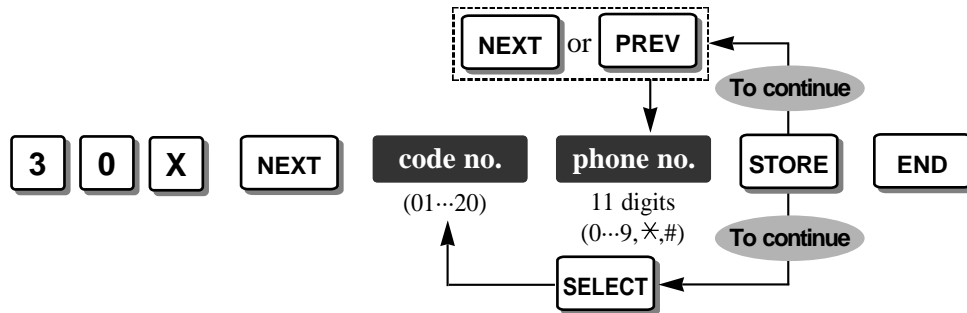 NEXT or PREV
To continue
3 0 X NEXT code no. phone no. STORE END
(01···20) 11 digits
(0···9,✕,#)
To continue
SELECT